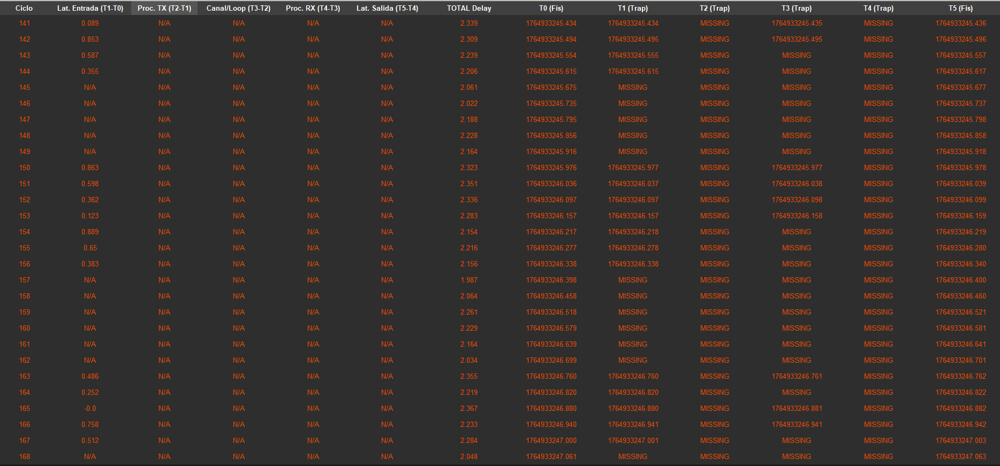 Ciclo Lat. Entrada (T1-T0) Proc. TX (T2-T1) Canal/Loop (T3-T2) Proc. RX (T4-T3) Lat. Salida (T5-T4) TOTAL Delay T0 (Fís) T1 (Trap) T2 (Trap) T3 (Trap) T4 (Trap) T5 (Fis)
141 0.089 N/A N/A N/A N/A 2.339 1764933245.434 1764933245.434 MISSING 1764933245.435 MISSING 1764933245.436
142 0.853 N/A N/A N/A N/A 2.309 1764933245.494 1764933245.495 MISSING 1764933245.495 MISSING 1764933245.496
143 0.587 N/A N/A N/A N/A 2.239 1764933245.554 1764933245.555 MISSING MISSING MISSING 1764933245.557
144 0.355 N/A N/A N/A N/A 2.206 1764933245.615 1764933245.615 MISSING MISSING MISSING 1764933245.617
145 N/A N/A N/A N/A N/A 2.061 1764933245.675 MISSING MISSING MISSING MISSING 1764933245.677
146 N/A N/A N/A N/A N/A 2.022 1764933245.735 MISSING MISSING MISSING MISSING 1764933245.737
147 N/A N/A N/A N/A N/A 2.188 1764933245.795 MISSING MISSING MISSING MISSING 1764933245.798
148 N/A N/A N/A N/A N/A 2.228 1764933245.856 MISSING MISSING MISSING MISSING 1764933245.858
149 N/A N/A N/A N/A N/A 2.164 1764933245.916 MISSING MISSING MISSING MISSING 1764933245.918
150 0.863 N/A N/A N/A N/A 2.323 1764933245.976 1764933245.977 MISSING 1764933245.977 MISSING 1764933245.978
151 0.598 N/A N/A N/A N/A 2.351 1764933246.036 1764933246.037 MISSING 1764933246.038 MISSING 1764933246.039
152 0.362 N/A N/A N/A N/A 2.336 1764933246.097 1764933246.097 MISSING 1764933246.098 MISSING 1764933246.099
153 0.123 N/A N/A N/A N/A 2.283 1764933246.157 1764933246.157 MISSING 1764933246.158 MISSING 1764933246.159
154 0.889 N/A N/A N/A N/A 2.154 1764933246.217 1764933246.218 MISSING MISSING MISSING 1764933246.219
155 0.65 N/A N/A N/A N/A 2.216 1764933246.277 1764933246.278 MISSING MISSING MISSING 1764933246.280
156 0.383 N/A N/A N/A N/A 2.156 1764933246.338 1764933246.338 MISSING MISSING MISSING 1764933246.340
157 N/A N/A N/A N/A N/A 1.987 1764933246.398 MISSING MISSING MISSING MISSING 1764933246.400
158 N/A N/A N/A N/A N/A 2.064 1764933246.458 MISSING MISSING MISSING MISSING 1764933246.460
159 N/A N/A N/A N/A N/A 2.261 1764933246.518 MISSING MISSING MISSING MISSING 1764933246.521
160 N/A N/A N/A N/A N/A 2.229 1764933246.579 MISSING MISSING MISSING MISSING 1764933246.581
161 N/A N/A N/A N/A N/A 2.164 1764933246.639 MISSING MISSING MISSING MISSING 1764933246.641
162 N/A N/A N/A N/A N/A 2.034 1764933246.699 MISSING MISSING MISSING MISSING 1764933246.701
163 0.486 N/A N/A N/A N/A 2.355 1764933246.760 1764933246.760 MISSING 1764933246.761 MISSING 1764933246.762
164 0.252 N/A N/A N/A N/A 2.219 1764933246.820 1764933246.820 MISSING MISSING MISSING 1764933246.822
165 -0.0 N/A N/A N/A N/A 2.367 1764933246.880 1764933246.880 MISSING 1764933246.881 MISSING 1764933246.882
166 0.758 N/A N/A N/A N/A 2.233 1764933246.940 1764933246.941 MISSING 1764933246.941 MISSING 1764933246.942
167 0.512 N/A N/A N/A N/A 2.284 1764933247.000 1764933247.001 MISSING MISSING MISSING 1764933247.003
168 N/A N/A N/A N/A N/A 2.048 1764933247.061 MISSING MISSING MISSING MISSING 1764933247.063